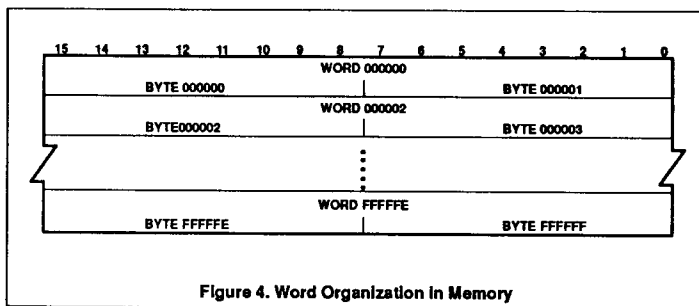 15 14 13 12 11 10 9 8 7 6 5 4 3 2 1 0
WORD 000000
BYTE 000000 BYTE 000001
WORD 000002
BYTE000002 BYTE 000003
WORD FFFFFE
BYTE FFFFFE BYTE FFFFFF
Figure 4. Word Organization in Memory